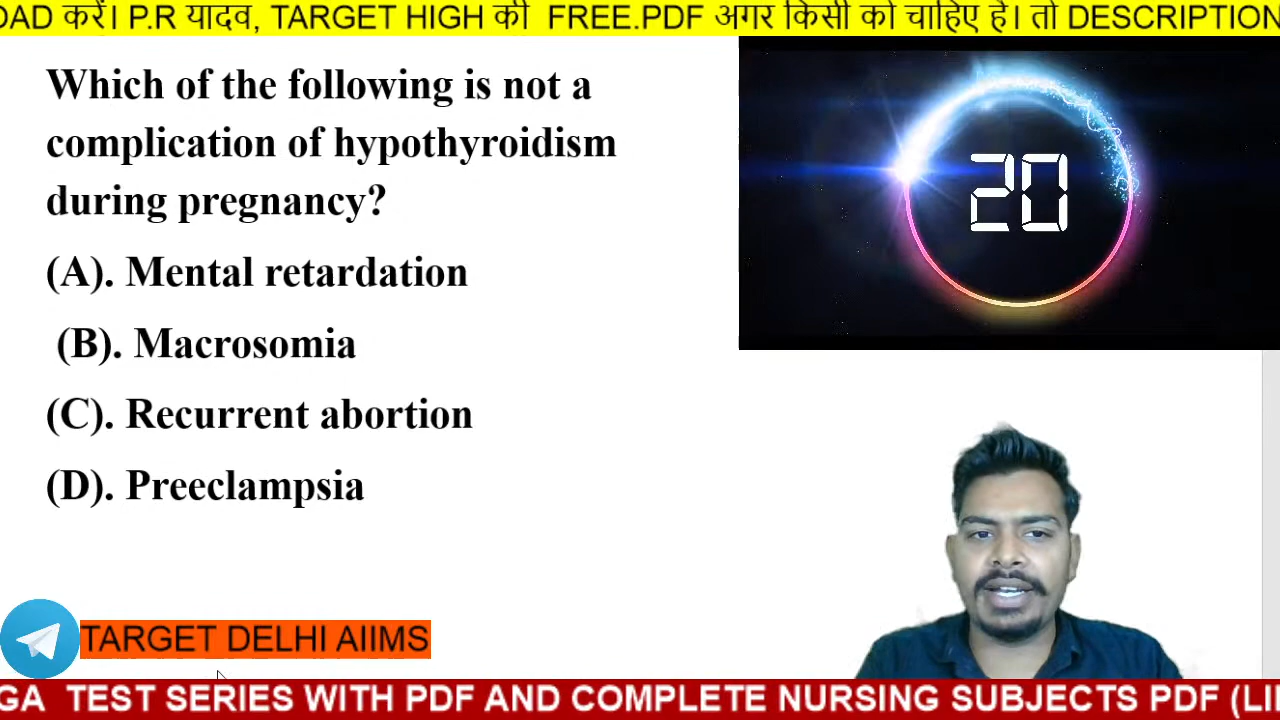 DAD करें। P.R यादव, TARGET HIGH की FREE.PDF अगर किसी को चाहिए है। तो DESCRIPTION
Which of the following is not a
complication of hypothyroidism
during pregnancy?
20
(A). Mental retardation
(B). Macrosomia
(C). Recurrent abortion
(D). Preeclampsia
TARGET DELHI AIIMS
GA TEST SERIES WITH PDF AND COMPLETE NURSING SUBJECTS PDF (LI